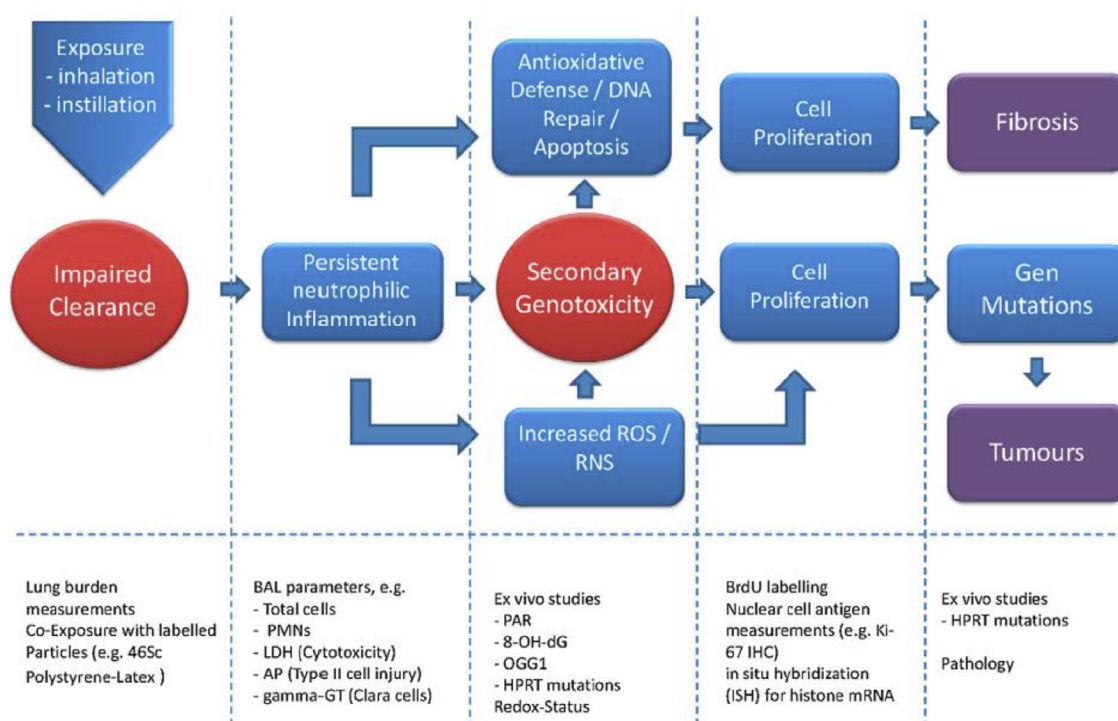 Exposure
- inhalation
- instillation
Impaired
Clearance
Persistent
neutrophilic
Inflammation
Antioxidative
Defense / DNA
Repair /
Apoptosis
Secondary
Genotoxicity
Increased ROS /
RNS
Cell
Proliferation
Cell
Proliferation
Fibrosis
Gen
Mutations
Tumours
Lung burden
measurements
Co-Exposure with labelled
Particles (e.g. 46Sc
Polystyrene-Latex )
BAL parameters, e.g.
- Total cells
- PMNs
- LDH (Cytotoxicity)
- AP (Type II cell injury)
- gamma-GT (Clara cells)
Ex vivo studies
- PAR
- 8-OH-dG
- OGG1
- HPRT mutations
Redox-Status
BrdU labelling
Nuclear cell antigen
measurements (e.g. Ki-
67 IHC)
in situ hybridization
(ISH) for histone mRNA
Ex vivo studies
- HPRT mutations
Pathology